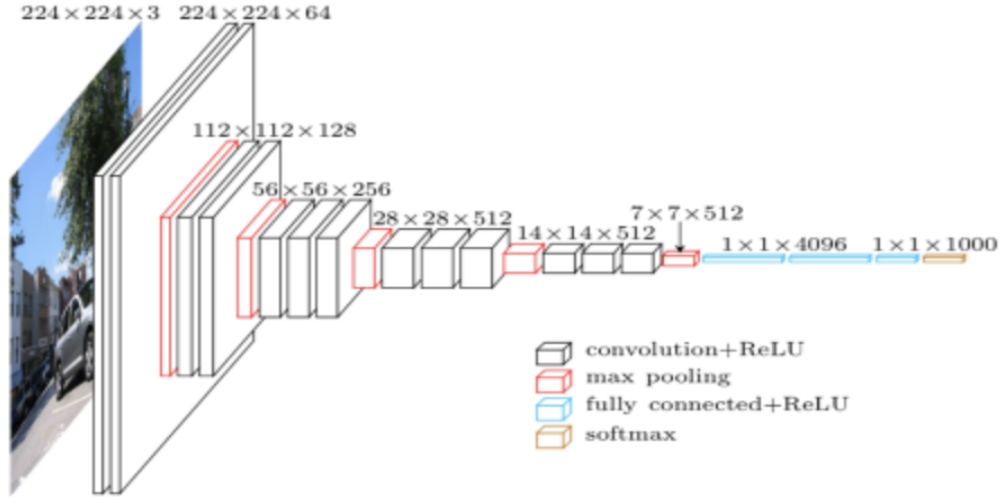 224×224×3
224×224×64
112×112×128
56×56×256
28×28×512
14×14×512
7×7×512
1×1×4096
1×1×1000
convolution+ReLU
max pooling
fully connected+ReLU
softmax